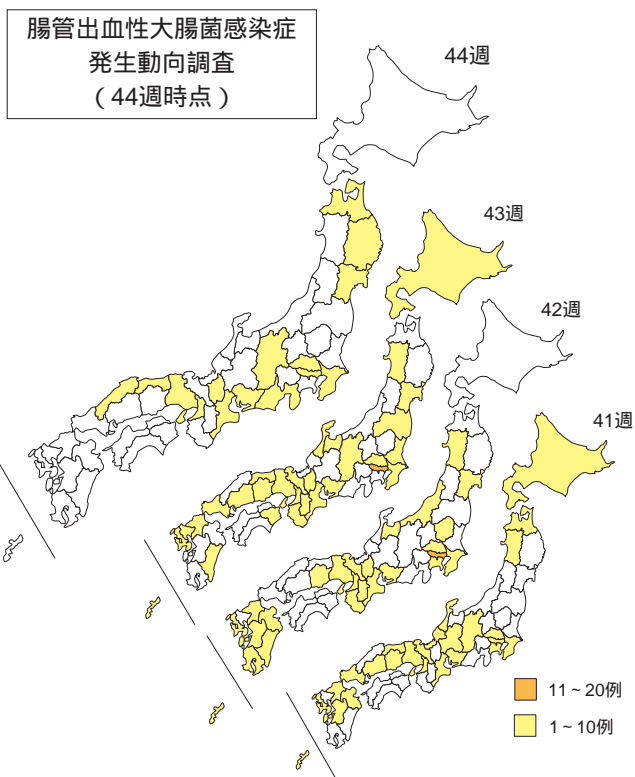 腸管出血性大腸菌感染症
発生動向調査
（44週時点）
44週
43週
42週
41週
11～20例
1～10例